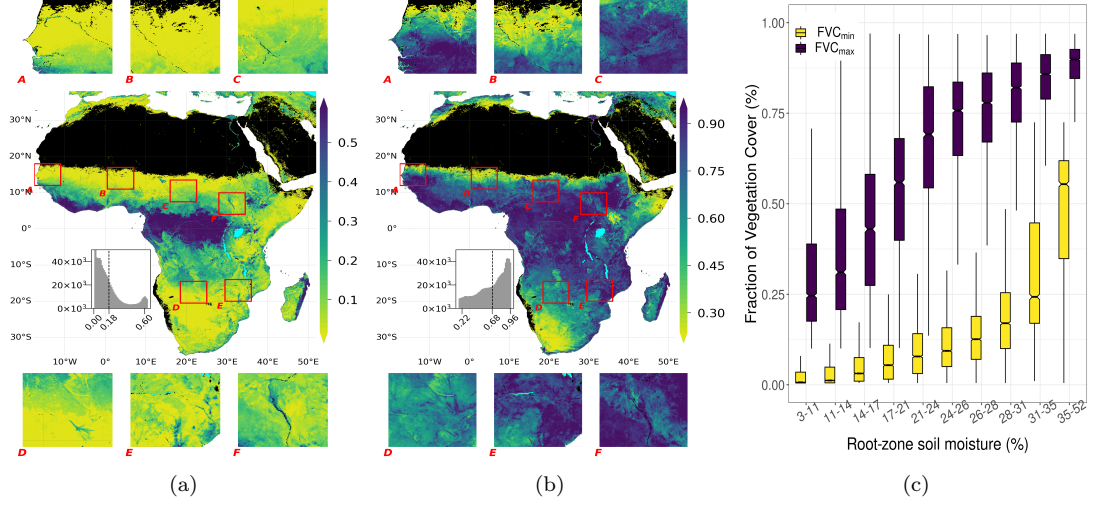 A B C
A B C
30°N
20°N
10°N
0°
10°S
20°S
30°S
10°W 0° 10°E 20°E 30°E 40°E 50°E
A
B
C
F
D
E
40×10³
20×10³
0×10³
0.00 0.18 0.60
0.5
0.4
0.3
0.2
0.1
30°N
20°N
10°N
0°
10°S
20°S
30°S
10°W 0° 10°E 20°E 30°E 40°E 50°E
A
B
C
F
D
E
40×10³
20×10³
0×10³
0.22 0.68 0.96
0.90
0.75
0.60
0.45
0.30
D E F
D E F
FVCmin
FVCmax
Fraction of Vegetation Cover (%)
1.00
0.75
0.50
0.25
0.00
3-11 11-14 14-17 17-21 21-24 24-26 26-28 28-31 31-35 35-52
Root-zone soil moisture (%)
(a) (b) (c)